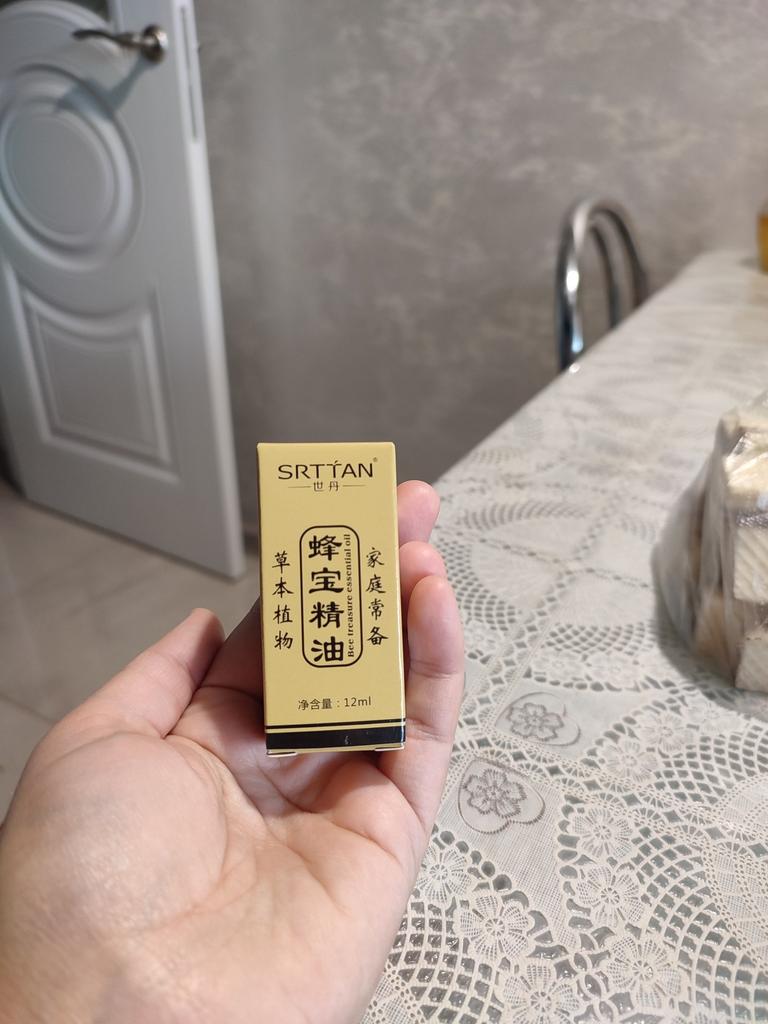 SRTTAN®
世丹
草本植物
蜂宝精油
Bee treasure essential oil
家庭常备
净含量：12ml